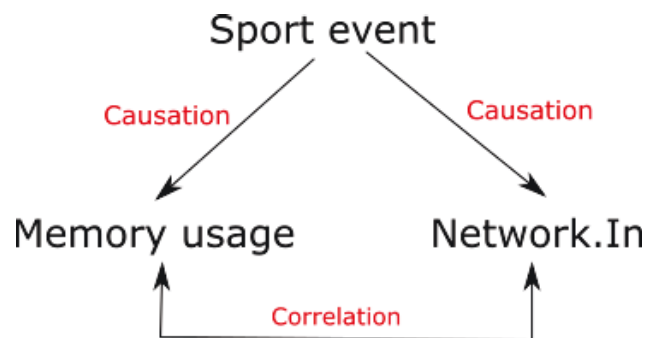 Sport event
Causation
Causation
Memory usage
Network.In
Correlation